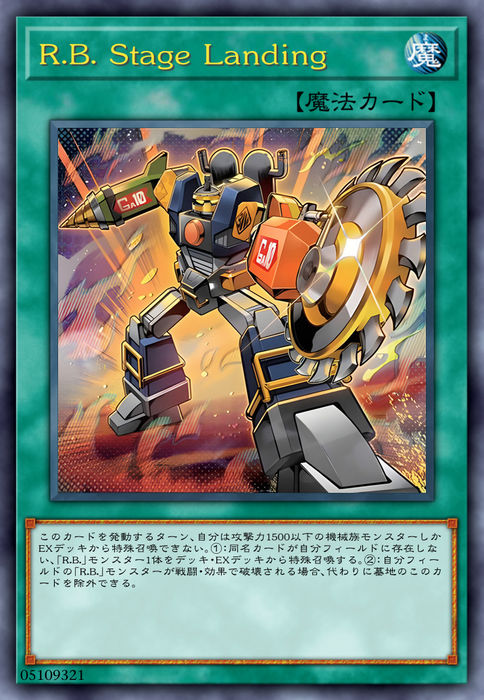 R.B. Stage Landing
魔
【魔法カード】
GA10
G.10
このカードを発動するターン、自分は攻撃力1500以下の機械族モンスターしか
EXデッキから特殊召喚できない。①:同名カードが自分フィールドに存在しな
い、「R.B.」モンスター1体をデッキ・EXデッキから特殊召喚する。②:自分フィー
ルドの「R.B.」モンスターが戦闘・効果で破壊される場合、代わりに墓地のこのカー
ドを除外できる。
05109321